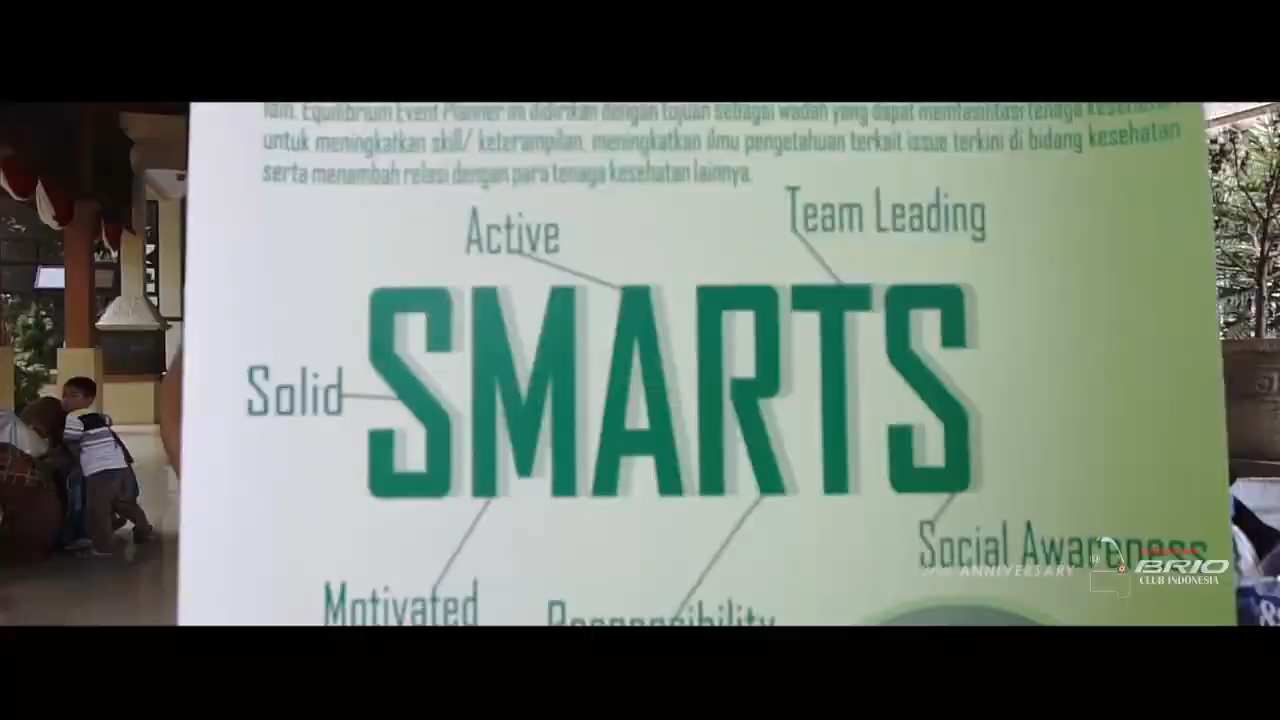 lain. Equilibrium Event Planner ini didirikan dengan tujuan sebagai wadah yang dapat memfasilitasi tenaga kesehatan
untuk meningkatkan skill/ keterampilan, meningkatkan ilmu pengetahuan terkait issue terkini di bidang kesehatan
serta menambah relasi dengan para tenaga kesehatan lainnya.
Active
Team Leading
SMARTS
Solid
Social Awareness
Motivated
Responsibility
ANNIVERSARY
BRIO
CLUB INDONESIA